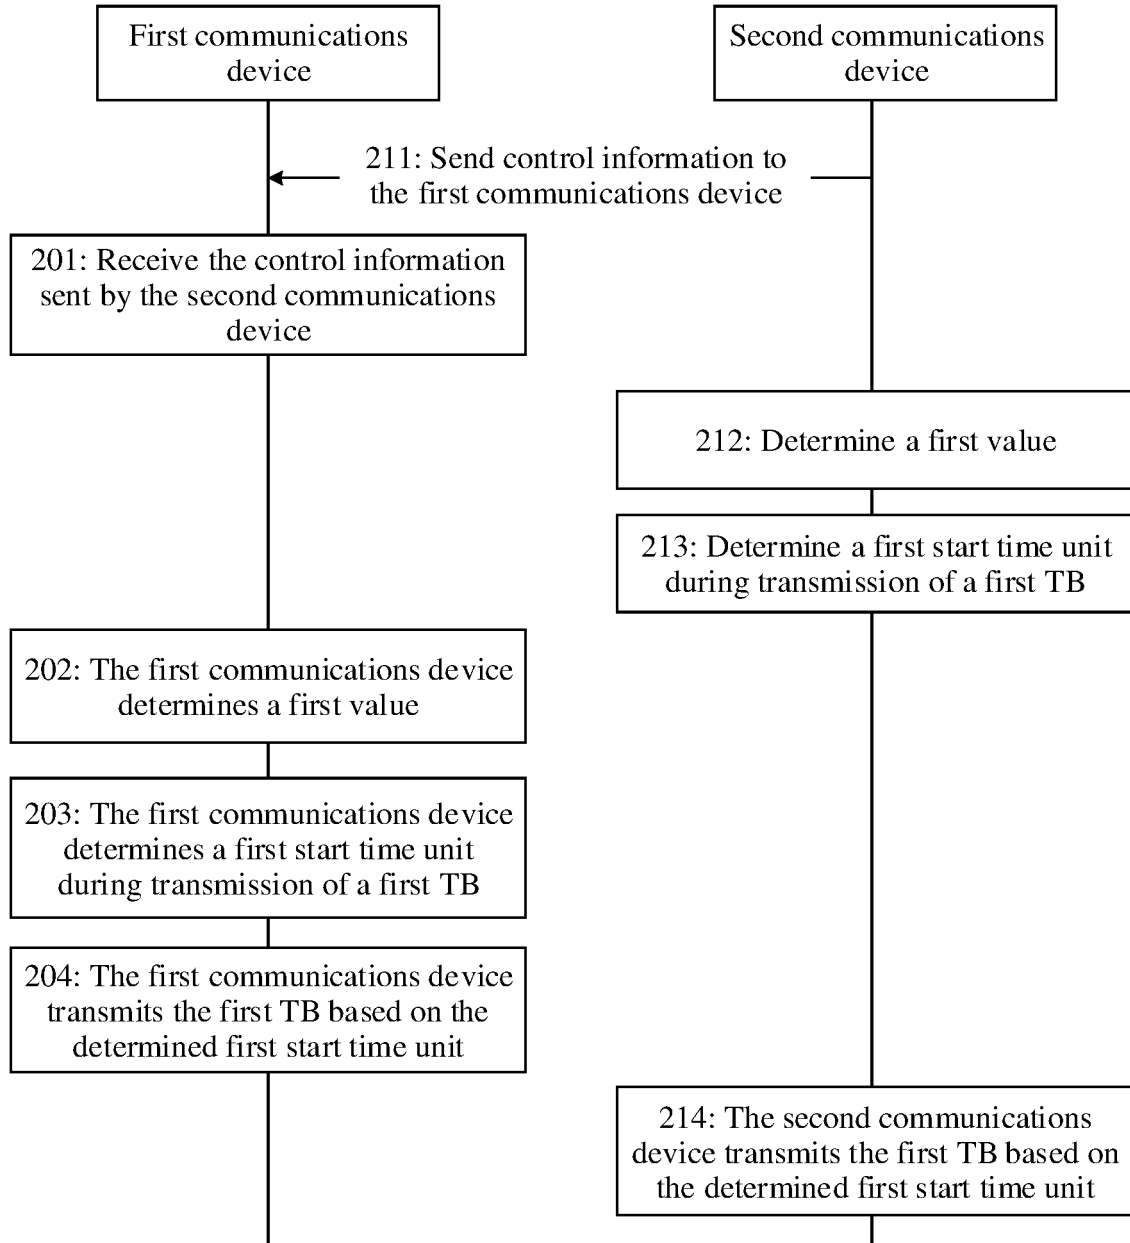 First communications
device
Second communications
device
211: Send control information to
the first communications device
201: Receive the control information
sent by the second communications
device
212: Determine a first value
213: Determine a first start time unit
during transmission of a first TB
202: The first communications device
determines a first value
203: The first communications device
determines a first start time unit
during transmission of a first TB
204: The first communications device
transmits the first TB based on the
determined first start time unit
214: The second communications
device transmits the first TB based on
the determined first start time unit